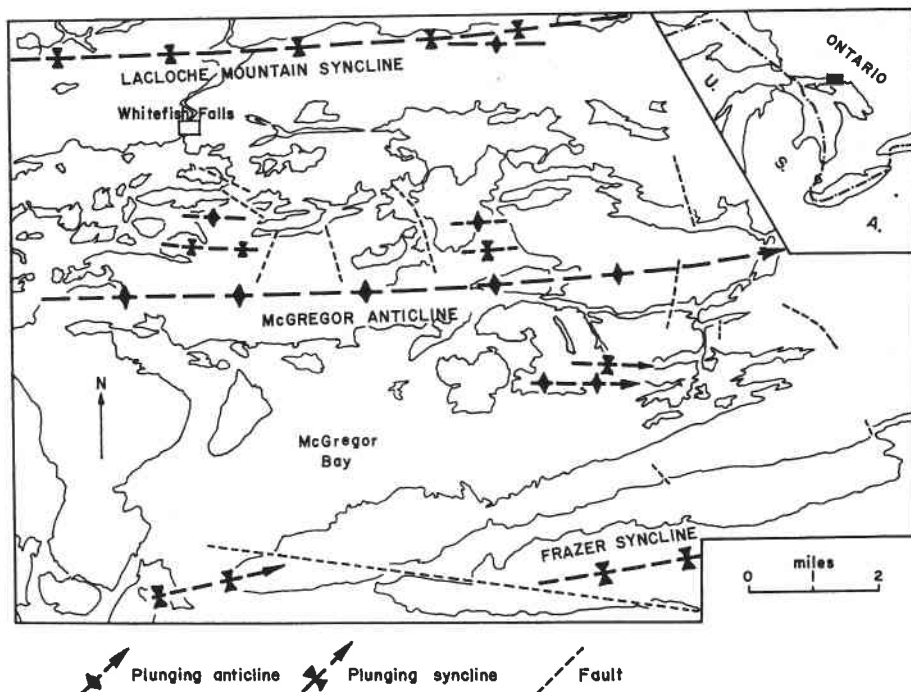 LACLOCHE MOUNTAIN SYNCLINE
Whitefish Falls
ONTARIO
U.
S.
A.
McGREGOR ANTICLINE
N
McGregor
Bay
FRAZER SYNCLINE
miles
0 1 2
Plunging anticline
Plunging syncline
Fault